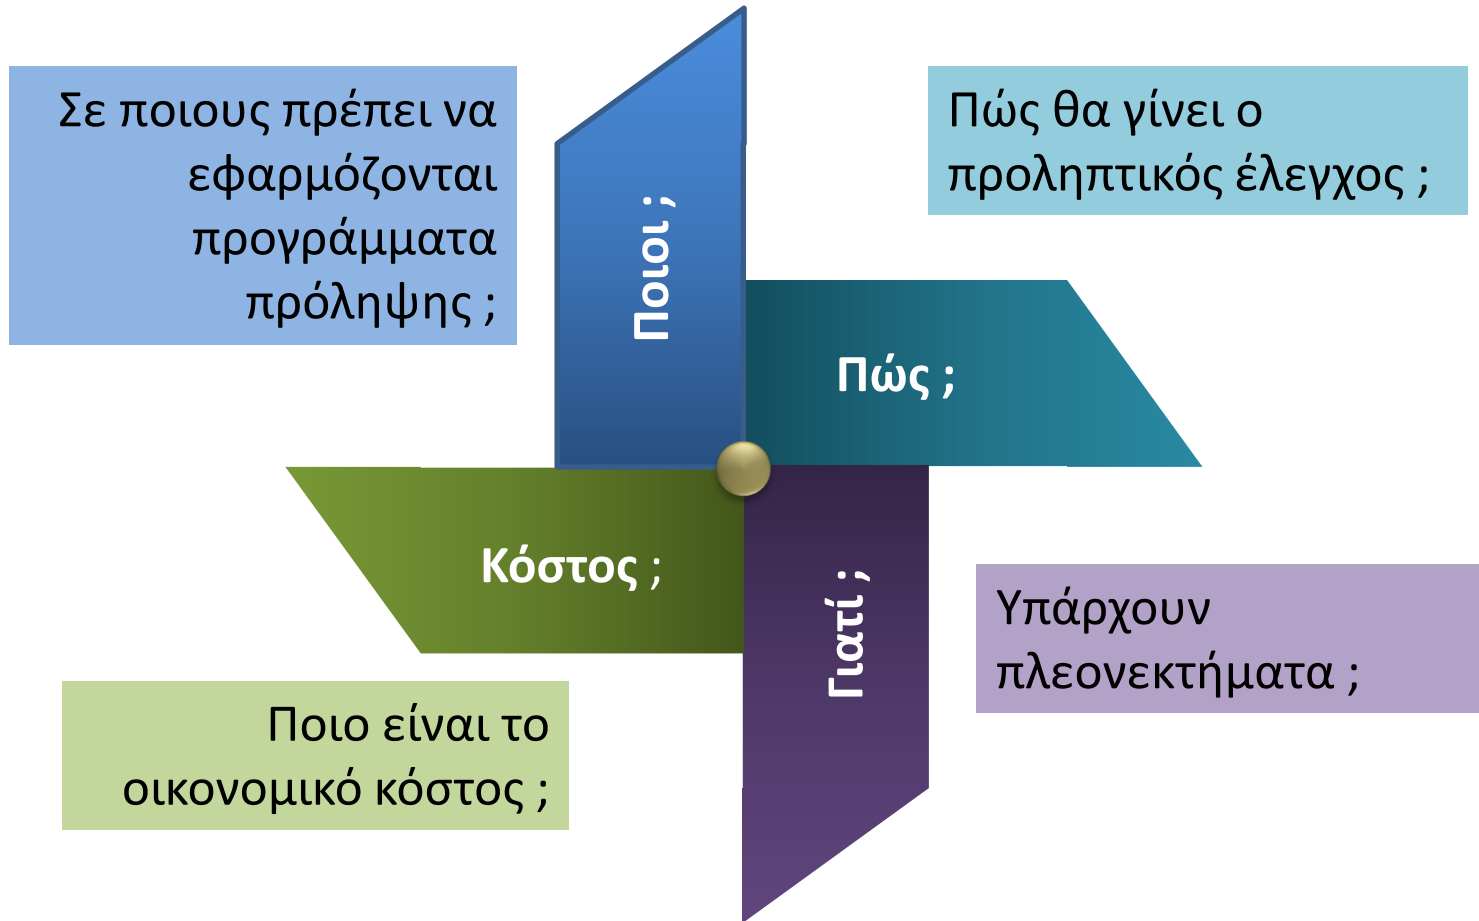 Σε ποιους πρέπει να
εφαρμόζονται
προγράμματα
πρόληψης ;
Ποιοι ;
Πώς θα γίνει ο
προληπτικός έλεγχος ;
Πώς ;
Κόστος ;
Γιατί ;
Υπάρχουν
πλεονεκτήματα ;
Ποιο είναι το
οικονομικό κόστος ;